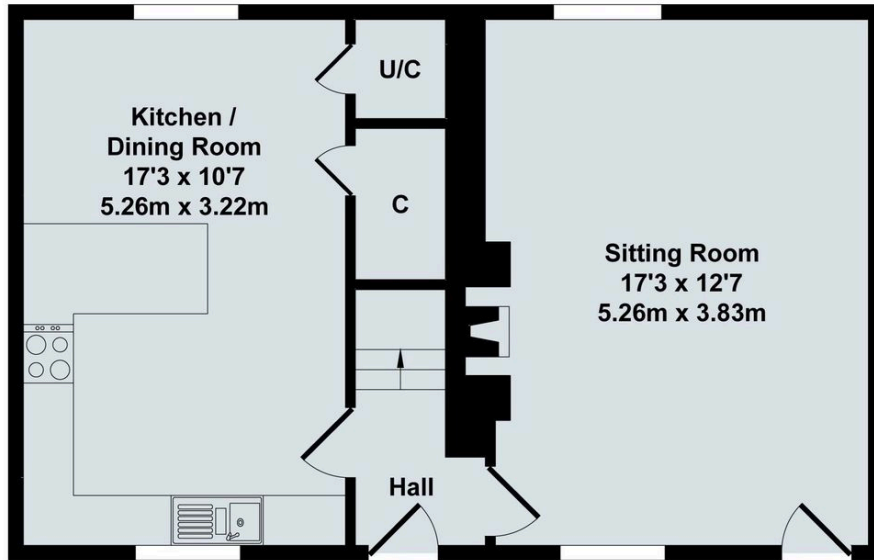 Kitchen /
Dining Room
17'3 x 10'7
5.26m x 3.22m
U/C
C
Sitting Room
17'3 x 12'7
5.26m x 3.83m
Hall